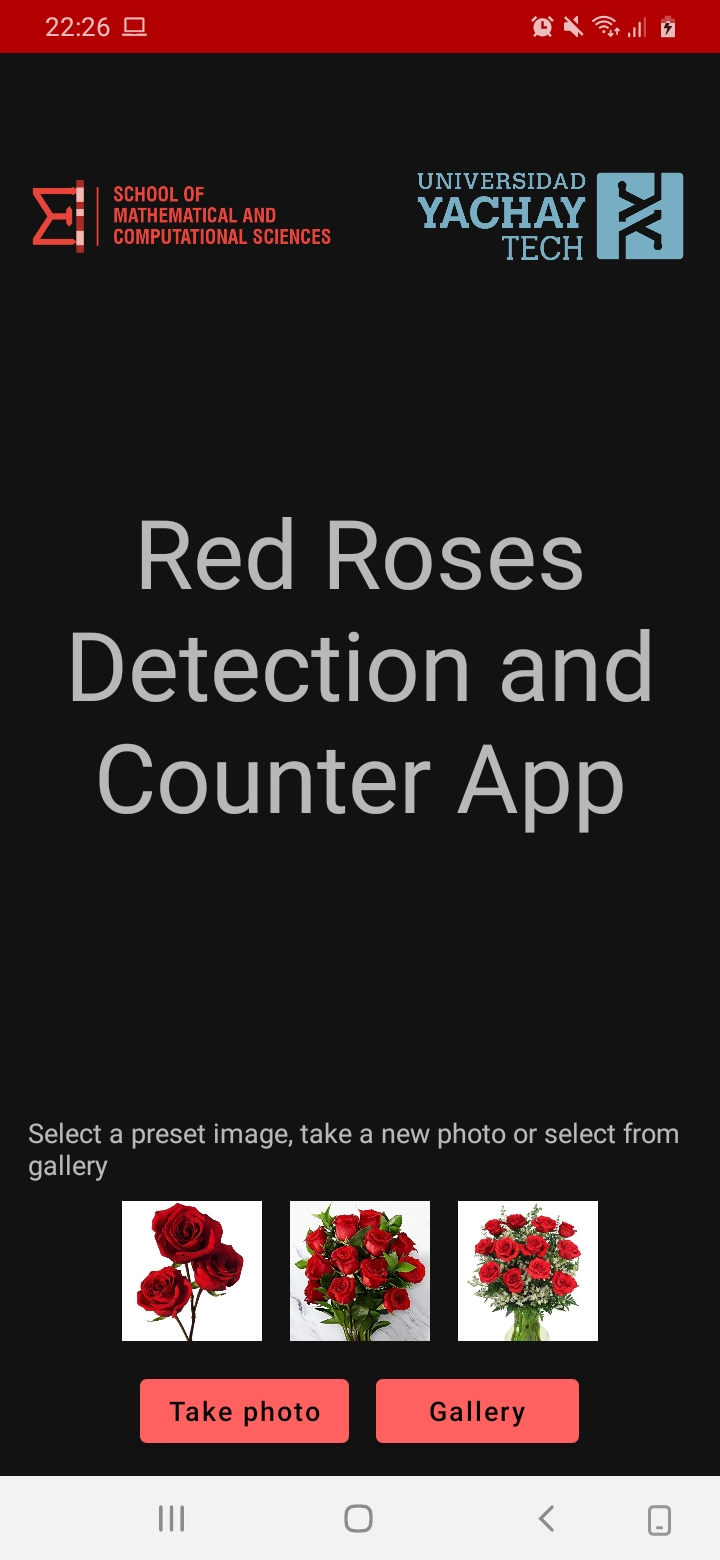 22:26
SCHOOL OF
MATHEMATICAL AND
COMPUTATIONAL SCIENCES
UNIVERSIDAD
YACHAY
TECH
Red Roses
Detection and
Counter App
Select a preset image, take a new photo or select from
gallery
Take photo
Gallery